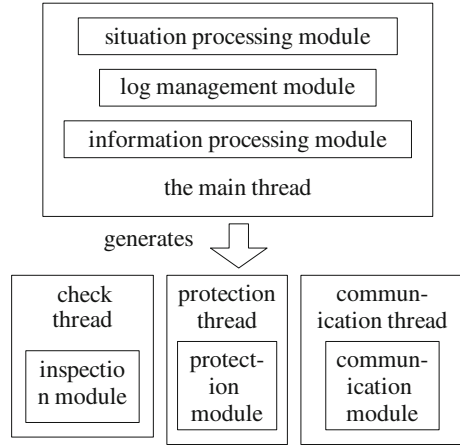 situation processing module
log management module
information processing module
the main thread
generates
check
thread
inspectio
n module
protection
thread
protect-
ion
module
commun-
ication thread
commun-
ication
module